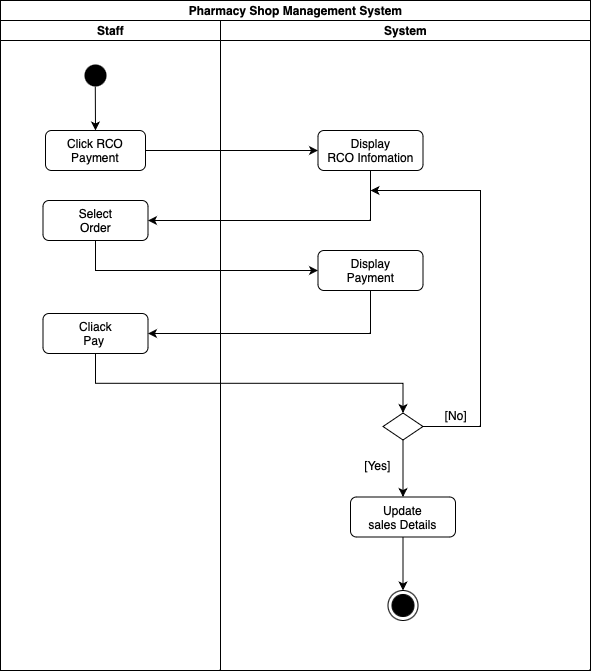 Pharmacy Shop Management System
Staff
System
Click RCO
Payment
Display
RCO Infomation
Select
Order
Display
Payment
Cliack
Pay
[No]
[Yes]
Update
sales Details